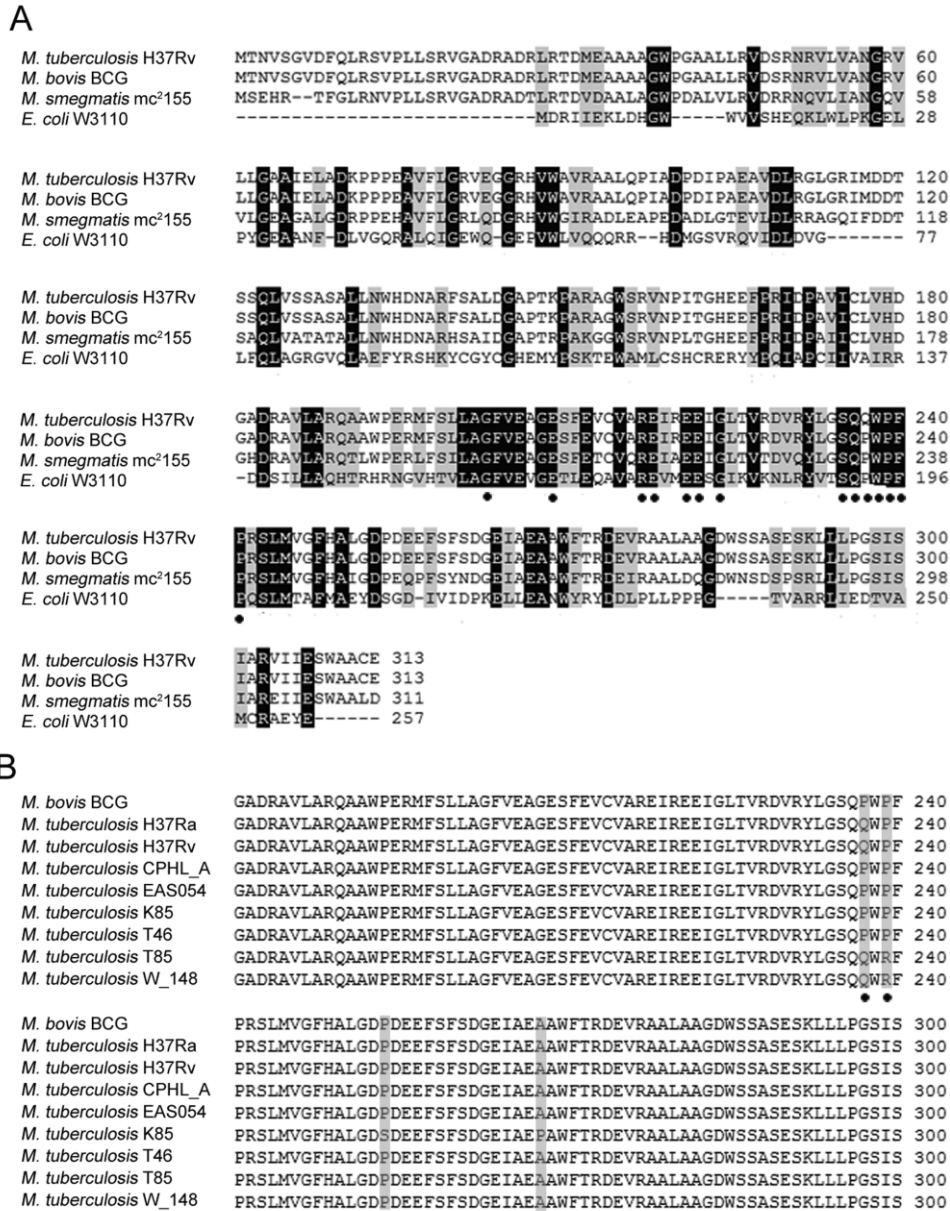 A
M. tuberculosis H37Rv MTNVSGVDFQLRSVPLLSRVGADRADRLRTDMEAAAAGWPGAALLRVDSRNRVLVANGRV 60
M. bovis BCG MTNVSGVDFQLRSVPLLSRVGADRADRLRTDMEAAAAGWPGAALLRVDSRNRVLVANGRV 60
M. smegmatis mc²155 MSEHR--TFGLRNVPLLSRVGADRADTLRTDVDAALAGWPDALVLRVDRRNQVLIANGQV 58
E. coli W3110 ---------------------------MDRIIEKLDHGW-----WVVSHEQKLWLPKGEL 28
M. tuberculosis H37Rv LLGAAIELADKPPPEAVFLGRVEGGRHVWAVRAALQPIADPDIPAEAVDLRGLGRIMDDT 120
M. bovis BCG LLGAAIELADKPPPEAVFLGRVEGGRHVWAVRAALQPIADPDIPAEAVDLRGLGRIMDDT 120
M. smegmatis mc²155 VLGEAGALGDRPPEHAVFLGRLQDGRHVWGIRADLEAPEDADLGTEVLDLRRAGQIFDDT 118
E. coli W3110 PYGEAANF-DLVGQRALQIGEWQ-GEPVWLVQQQRR--HDMGSVRQVIDLDVG------- 77
M. tuberculosis H37Rv SSQLVSSASALLNWHDNARFSALDGAPTKPARAGWSRVNPITGHEEFPRIDPAVICLVHD 180
M. bovis BCG SSQLVSSASALLNWHDNARFSALDGAPTKPARAGWSRVNPITGHEEFPRIDPAVICLVHD 180
M. smegmatis mc²155 SAQLVATATALLNWHDSARHSAIDGAPTRPAKGGWSRVNPLTGHEEFPRIDPAVICLVHD 178
E. coli W3110 LFQLAGRGVQLAEFYRSHKYCGYCGHEMYPSKTEWAMLCSHCRERYYPQIAPCIIVAIRR 137
M. tuberculosis H37Rv GADRAVLARQAAWPERMFSLLAGFVEAGESFEVCVAREIREEIGLTVRDVRYLGSQQWPF 240
M. bovis BCG GADRAVLARQAAWPERMFSLLAGFVEAGESFEVCVAREIREEIGLTVRDVRYLGSQPWPF 240
M. smegmatis mc²155 GHDRAVLARQTLWPERLFSILAGFVEAGESFETCVQREIAEEIGLTVTDVRYLGSQPWPF 238
E. coli W3110 -DDSILLAQHTRHRNGVHTVLAGFVEVGETLEQAVAREVMEESGIKVKNLRYVTSQPWPF 196
M. tuberculosis H37Rv PRSLMVGFHALGDPDEEFSFSDGEIAEAAWFTRDEVRAALAAGDWSSASESKLLLPGSIS 300
M. bovis BCG PRSLMVGFHALGDPDEEFSFSDGEIAEAAWFTRDEVRAALAAGDWSSASESKLLLPGSIS 300
M. smegmatis mc²155 PRSLMVGFHAIGDPEQPFSYNDGEIAEAAWFTRDEIRAALDQGDWNSDSPSRLLLPGSIS 298
E. coli W3110 PQSLMTAFMAEYDSGD-IVIDPKELLEANWYRYDDLPLLPPPG-----TVARRLIEDTVA 250
M. tuberculosis H37Rv IARVIIESWAACE 313
M. bovis BCG IARVIIESWAACE 313
M. smegmatis mc²155 IAREIIESWAALD 311
E. coli W3110 MCRAEYE------ 257
B
M. bovis BCG GADRAVLARQAAWPERMFSLLAGFVEAGESFEVCVAREIREEIGLTVRDVRYLGSQPWPF 240
M. tuberculosis H37Ra GADRAVLARQAAWPERMFSLLAGFVEAGESFEVCVAREIREEIGLTVRDVRYLGSQQWPF 240
M. tuberculosis H37Rv GADRAVLARQAAWPERMFSLLAGFVEAGESFEVCVAREIREEIGLTVRDVRYLGSQQWPF 240
M. tuberculosis CPHL_A GADRAVLARQAAWPERMFSLLAGFVEAGESFEVCVAREIREEIGLTVRDVRYLGSQPWPF 240
M. tuberculosis EAS054 GADRAVLARQAAWPERMFSLLAGFVEAGESFEVCVAREIREEIGLTVRDVRYLGSQPWPF 240
M. tuberculosis K85 GADRAVLARQAAWPERMFSLLAGFVEAGESFEVCVAREIREEIGLTVRDVRYLGSQPWPF 240
M. tuberculosis T46 GADRAVLARQAAWPERMFSLLAGFVEAGESFEVCVAREIREEIGLTVRDVRYLGSQPWPF 240
M. tuberculosis T85 GADRAVLARQAAWPERMFSLLAGFVEAGESFEVCVAREIREEIGLTVRDVRYLGSQQWRF 240
M. tuberculosis W_148 GADRAVLARQAAWPERMFSLLAGFVEAGESFEVCVAREIREEIGLTVRDVRYLGSQQWRF 240
M. bovis BCG PRSLMVGFHALGDPDEEFSFSDGEIAEAAWFTRDEVRAALAAGDWSSASESKLLLPGSIS 300
M. tuberculosis H37Ra PRSLMVGFHALGDPDEEFSFSDGEIAEAAWFTRDEVRAALAAGDWSSASESKLLLPGSIS 300
M. tuberculosis H37Rv PRSLMVGFHALGDPDEEFSFSDGEIAEAAWFTRDEVRAALAAGDWSSASESKLLLPGSIS 300
M. tuberculosis CPHL_A PRSLMVGFHALGDPDEEFSFSDGEIAEAAWFTRDEVRAALAAGDWSSASESKLLLPGSIS 300
M. tuberculosis EAS054 PRSLMVGFHALGDPDEEFSFSDGEIAEAAWFTRDEVRAALAAGDWSSASESKLLLPGSIS 300
M. tuberculosis K85 PRSLMVGFHALGDSDEEFSFSDGEIAEPAWFTRDEVRAALAAGDWSSASESKLLLPGSIS 300
M. tuberculosis T46 PRSLMVGFHALGDPDEEFSFSDGEIAEAAWFTRDEVRAALAAGDWSSASESKLLLPGSIS 300
M. tuberculosis T85 PRSLMVGFHALGDPDEEFSFSDGEIAEAAWFTRDEVRAALAAGDWSSASESKLLLPGSIS 300
M. tuberculosis W_148 PRSLMVGFHALGDPDEEFSFSDGEIAEAAWFTRDEVRAALAAGDWSSASESKLLLPGSIS 300